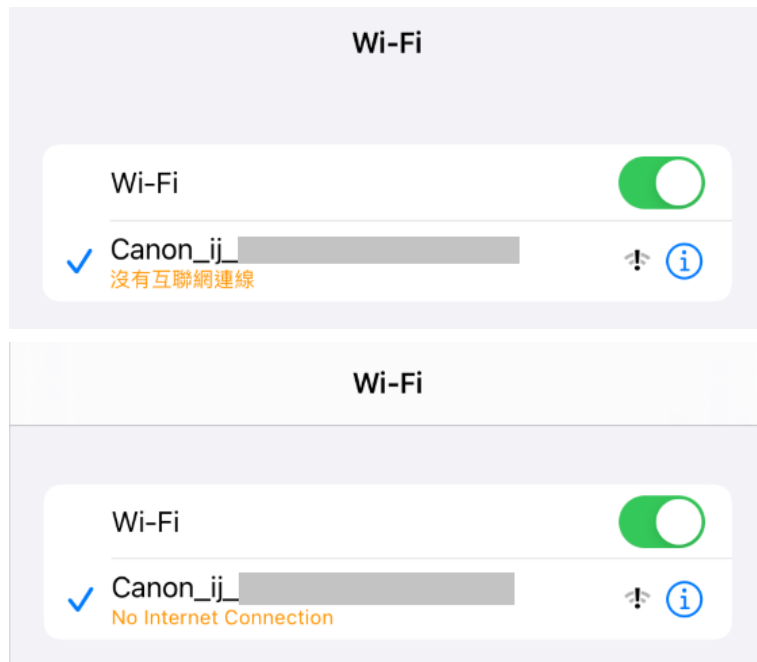 Wi-Fi
Wi-Fi
Canon_ij_
沒有互聯網連線
Wi-Fi
Wi-Fi
Canon_ij_
No Internet Connection